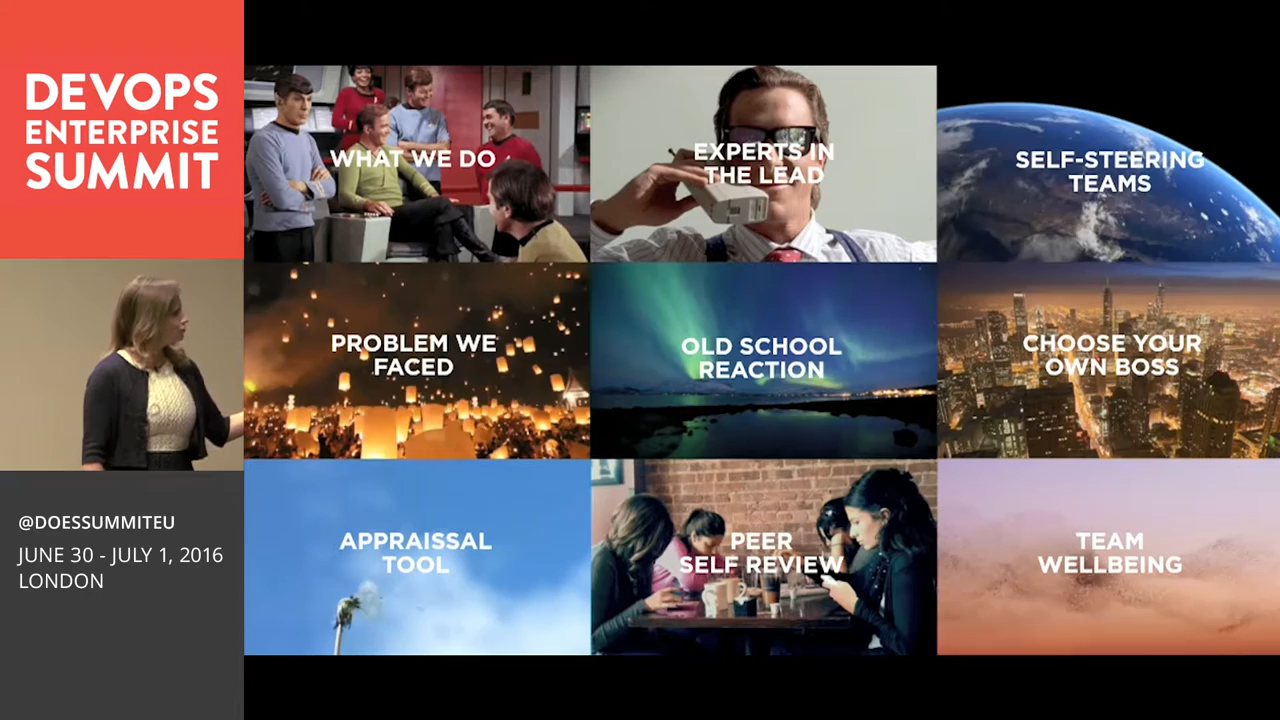 DEVOPS
ENTERPRISE
SUMMIT
@DOESSUMMITEU
JUNE 30 - JULY 1, 2016
LONDON
WHAT WE DO
EXPERTS IN
THE LEAD
SELF-STEERING
TEAMS
PROBLEM WE
FACED
OLD SCHOOL
REACTION
CHOOSE YOUR
OWN BOSS
APPRAISSAL
TOOL
PEER
SELF REVIEW
TEAM
WELLBEING